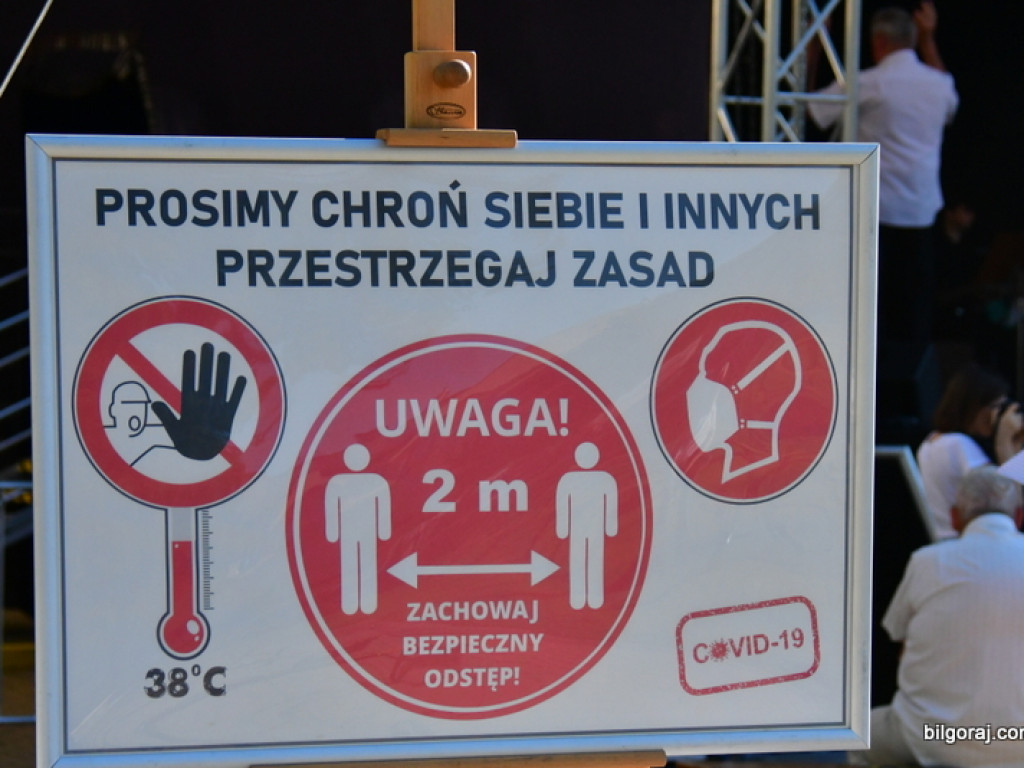 PROSIMY CHROŃ SIEBIE I INNYCH
PRZESTRZEGAJ ZASAD
UWAGA!
2 m
ZACHOWAJ
BEZPIECZNY
ODSTĘP!
38°C
COVID-19
bilgoraj.com